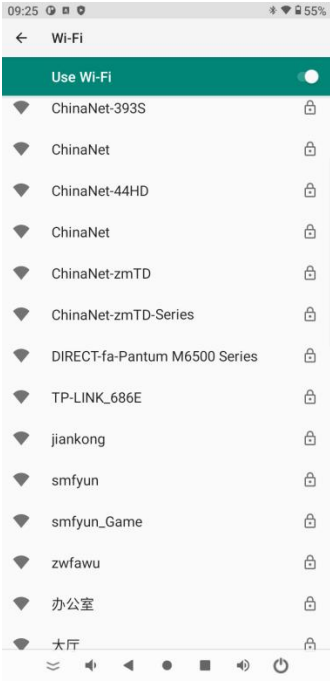 09:25
55%
Wi-Fi
Use Wi-Fi
ChinaNet-393S
ChinaNet
ChinaNet-44HD
ChinaNet
ChinaNet-zmTD
ChinaNet-zmTD-Series
DIRECT-fa-Pantum M6500 Series
TP-LINK_686E
jiankong
smfyun
smfyun_Game
zwfawu
办公室
大厅